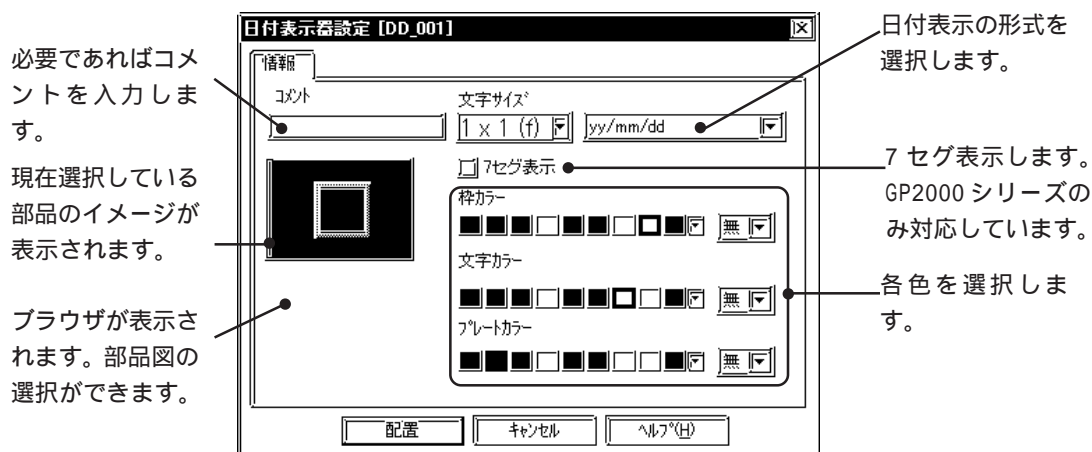 日付表示器設定 [DD_001]
情報
コメント
文字サイズ
1 x 1 (f)
yy/mm/dd
7セグ表示
枠カラー
無
文字カラー
無
プレートカラー
無
配置
キャンセル
ヘルプ(H)
必要であればコメ
ントを入力しま
す。
現在選択している
部品のイメージが
表示されます。
ブラウザが表示さ
れます。部品図の
選択ができます。
日付表示の形式を
選択します。
7 セグ表示します。
GP2000 シリーズの
み対応しています。
各色を選択しま
す。